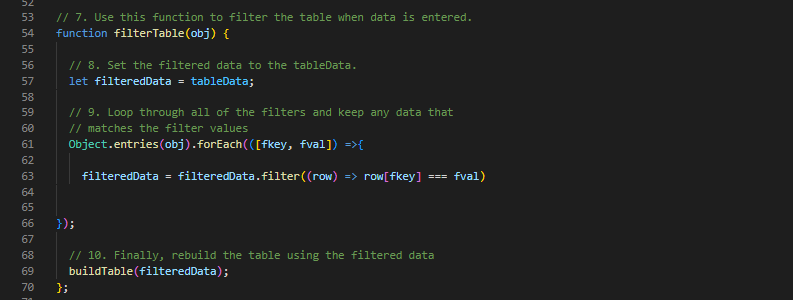 52
53 // 7. Use this function to filter the table when data is entered.
54 function filterTable(obj) {
55
56 // 8. Set the filtered data to the tableData.
57 let filteredData = tableData;
58
59 // 9. Loop through all of the filters and keep any data that
60 // matches the filter values
61 Object.entries(obj).forEach(([fkey, fval]) =>{
62
63 filteredData = filteredData.filter((row) => row[fkey] === fval)
64
65
66 });
67
68 // 10. Finally, rebuild the table using the filtered data
69 buildTable(filteredData);
70 };